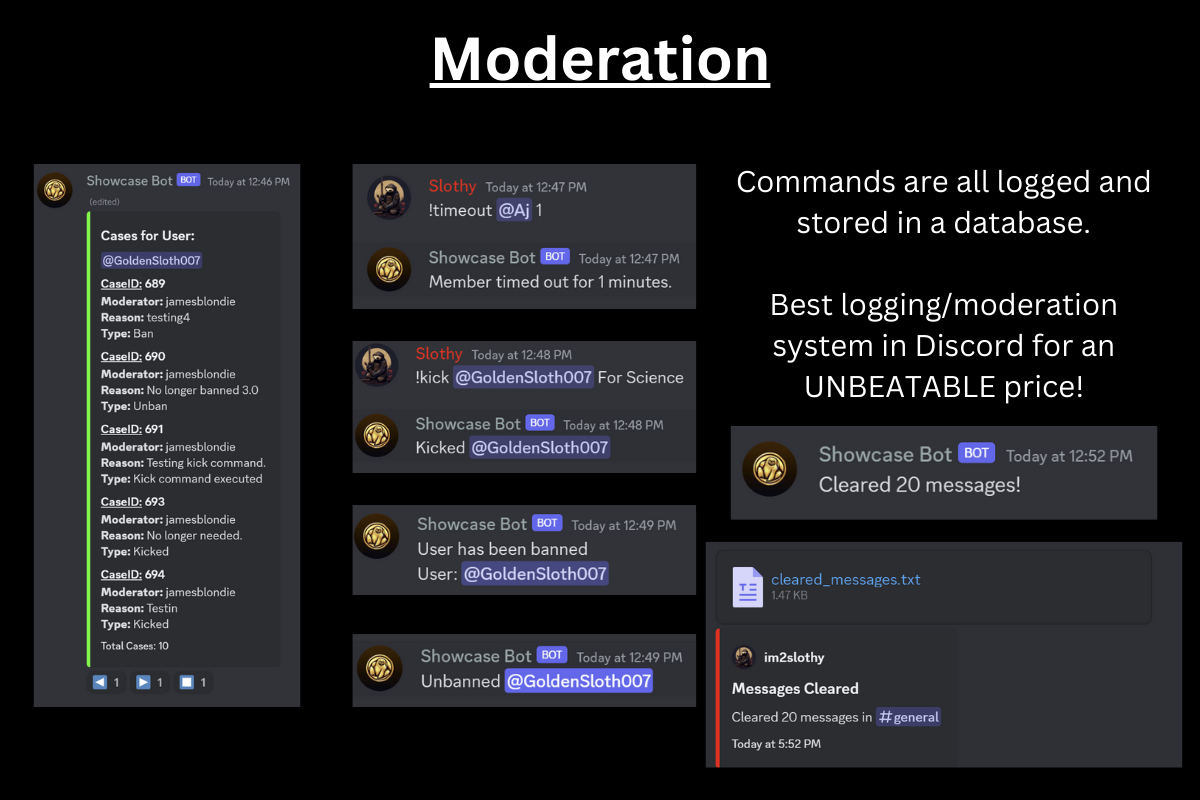 Moderation
Showcase Bot BOT Today at 12:46 PM
(edited)
Cases for User:
@GoldenSloth007
CaseID: 689
Moderator: jamesblondie
Reason: testing4
Type: Ban
CaseID: 690
Moderator: jamesblondie
Reason: No longer banned 3.0
Type: Unban
CaseID: 691
Moderator: jamesblondie
Reason: Testing kick command.
Type: Kick command executed
CaseID: 693
Moderator: jamesblondie
Reason: No longer needed.
Type: Kicked
CaseID: 694
Moderator: jamesblondie
Reason: Testin
Type: Kicked
Total Cases: 10
1 1 1
Slothy Today at 12:47 PM
!timeout @Aj 1
Showcase Bot BOT Today at 12:47 PM
Member timed out for 1 minutes.
Slothy Today at 12:48 PM
!kick @GoldenSloth007 For Science
Showcase Bot BOT Today at 12:48 PM
Kicked @GoldenSloth007
Showcase Bot BOT Today at 12:49 PM
User has been banned
User: @GoldenSloth007
Showcase Bot BOT Today at 12:49 PM
Unbanned @GoldenSloth007
Commands are all logged and
stored in a database.
Best logging/moderation
system in Discord for an
UNBEATABLE price!
Showcase Bot BOT Today at 12:52 PM
Cleared 20 messages!
cleared_messages.txt
1.47 KB
im2slothy
Messages Cleared
Cleared 20 messages in #general
Today at 5:52 PM